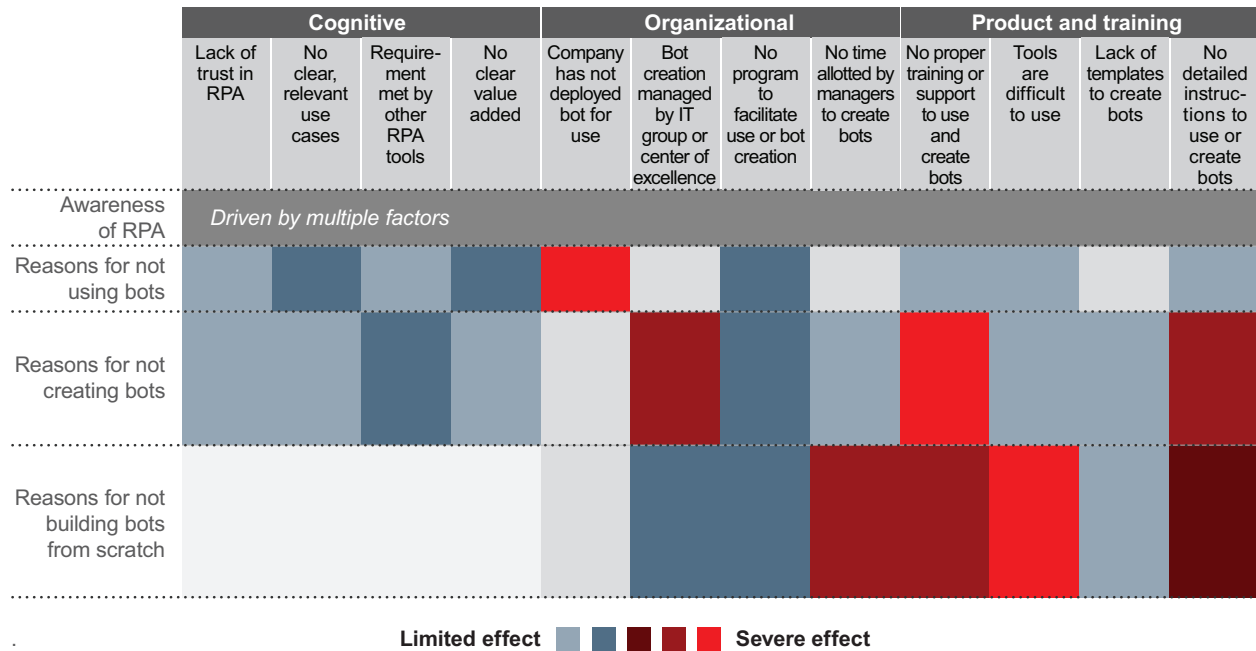 Cognitive
Organizational
Product and training
Lack of
trust in
RPA
No
clear,
relevant
use
cases
Require-
ment
met by
other
RPA
tools
No
clear
value
added
Company
has not
deployed
bot for
use
Bot
creation
managed
by IT
group or
center of
excellence
No
program
to
facilitate
use or bot
creation
No time
allotted by
managers
to create
bots
No proper
training or
support
to use
and
create
bots
Tools
are
difficult
to use
Lack of
templates
to create
bots
No
detailed
instruc-
tions to
use or
create
bots
Awareness
of RPA
Driven by multiple factors
Reasons for not
using bots
Reasons for not
creating bots
Reasons for not
building bots
from scratch
.
Limited effect
Severe effect